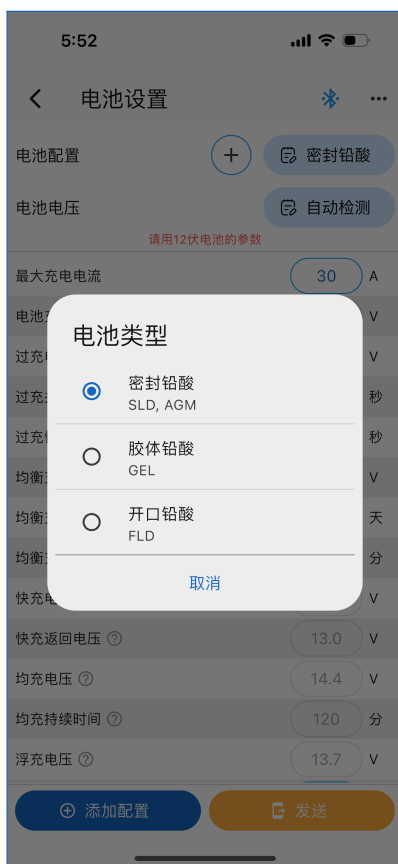 5:52
电池设置
电池配置
+
密封铅酸
电池电压
自动检测
请用12伏电池的参数
最大充电电流
30
A
电池
V
过充
V
过充
秒
过充
秒
均衡
V
均衡
天
均衡
分
快充
V
电池类型
密封铅酸
SLD, AGM
胶体铅酸
GEL
开口铅酸
FLD
取消
快充返回电压 ?
13.0
V
均充电压 ?
14.4
V
均充持续时间 ?
120
分
浮充电压 ?
13.7
V
添加配置
发送